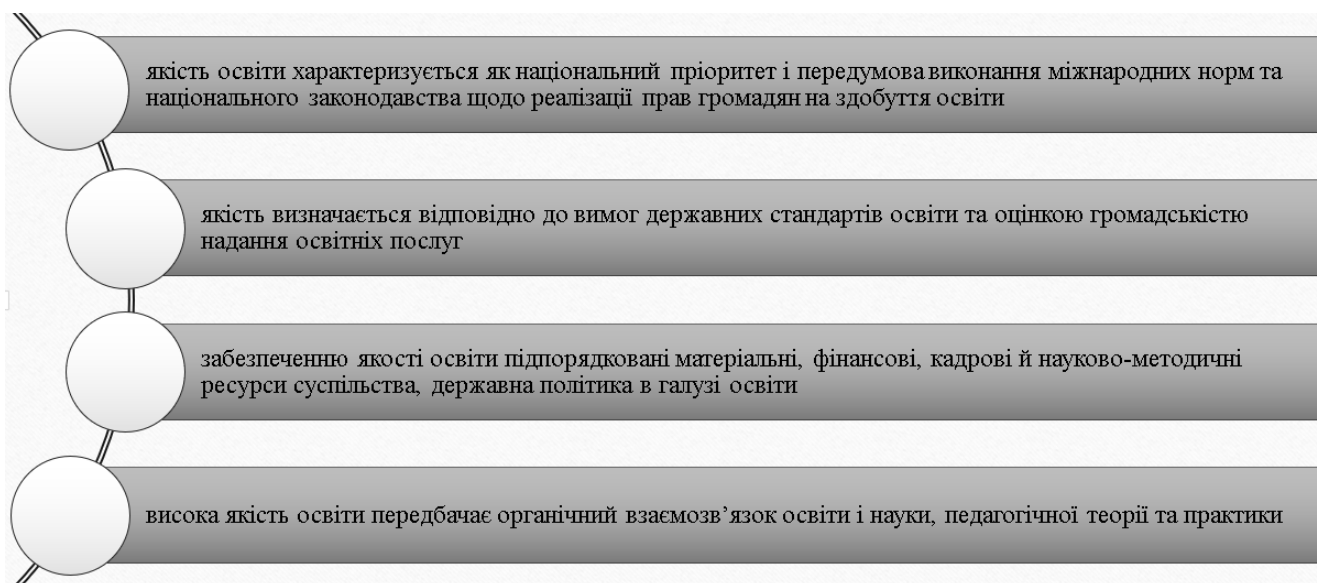 якість освіти характеризується як національний пріоритет і передумова виконання міжнародних норм та
національного законодавства щодо реалізації прав громадян на здобуття освіти
якість визначається відповідно до вимог державних стандартів освіти та оцінкою громадськістю
надання освітніх послуг
забезпеченню якості освіти підпорядковані матеріальні, фінансові, кадрові й науково-методичні
ресурси суспільства, державна політика в галузі освіти
висока якість освіти передбачає органічний взаємозв’язок освіти і науки, педагогічної теорії та практики